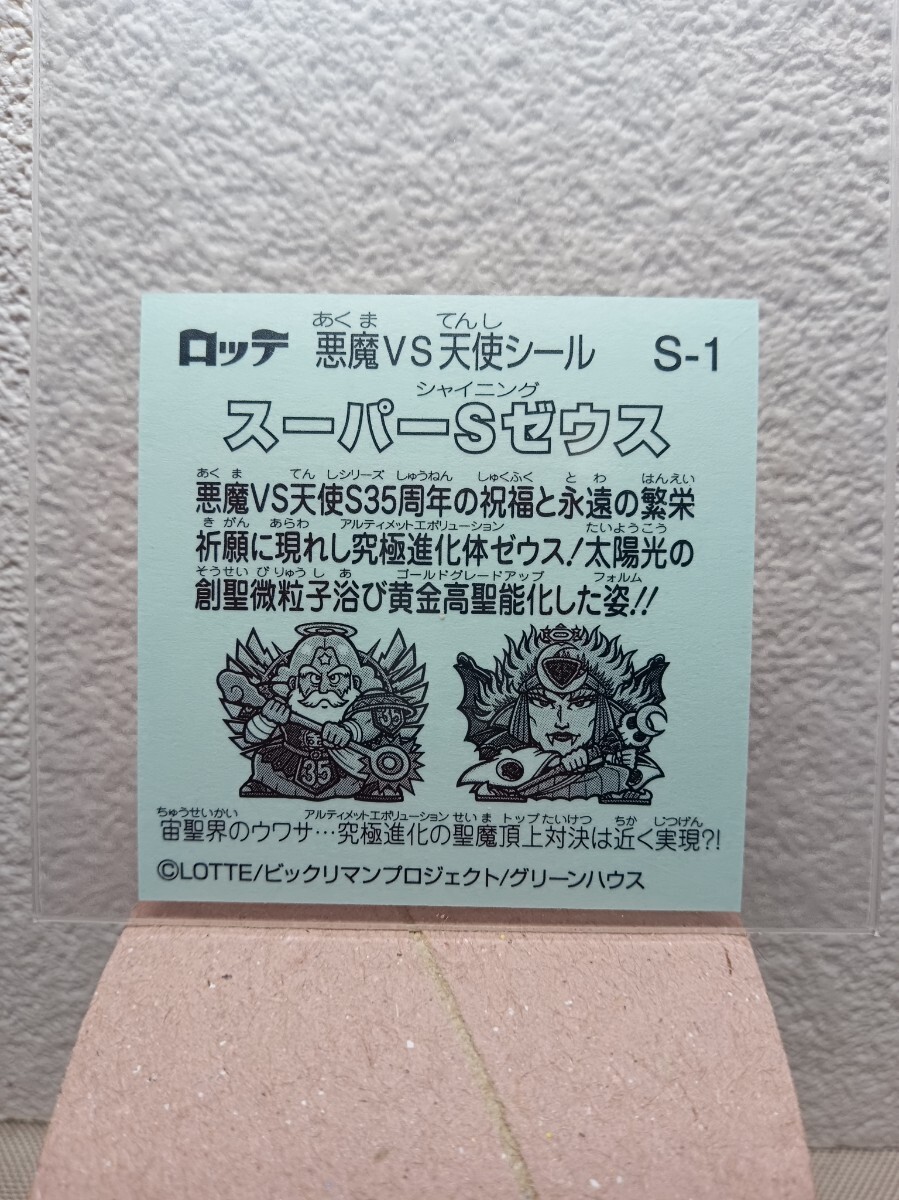 あくま てんし
ロッテ 悪魔VS天使シール S-1
シャイニング
スーパーSゼウス
あくま てんしシリーズ しゅうねん しゅくふく とわ はんえい
悪魔VS天使S35周年の祝福と永遠の繁栄
きがん あらわ アルティメットエボリューション たいようこう
祈願に現れし究極進化体ゼウス!太陽光の
そうせいびりゅうしあ ゴールドグレードアップ フォルム
創聖微粒子浴び黄金高聖能化した姿!!
35
35
ちゅうせいかい アルティメットエボリューション せいま トップたいけつ ちか じつげん
宙聖界のウワサ…究極進化の聖魔頂上対決は近く実現?!
©LOTTE/ビックリマンプロジェクト/グリーンハウス